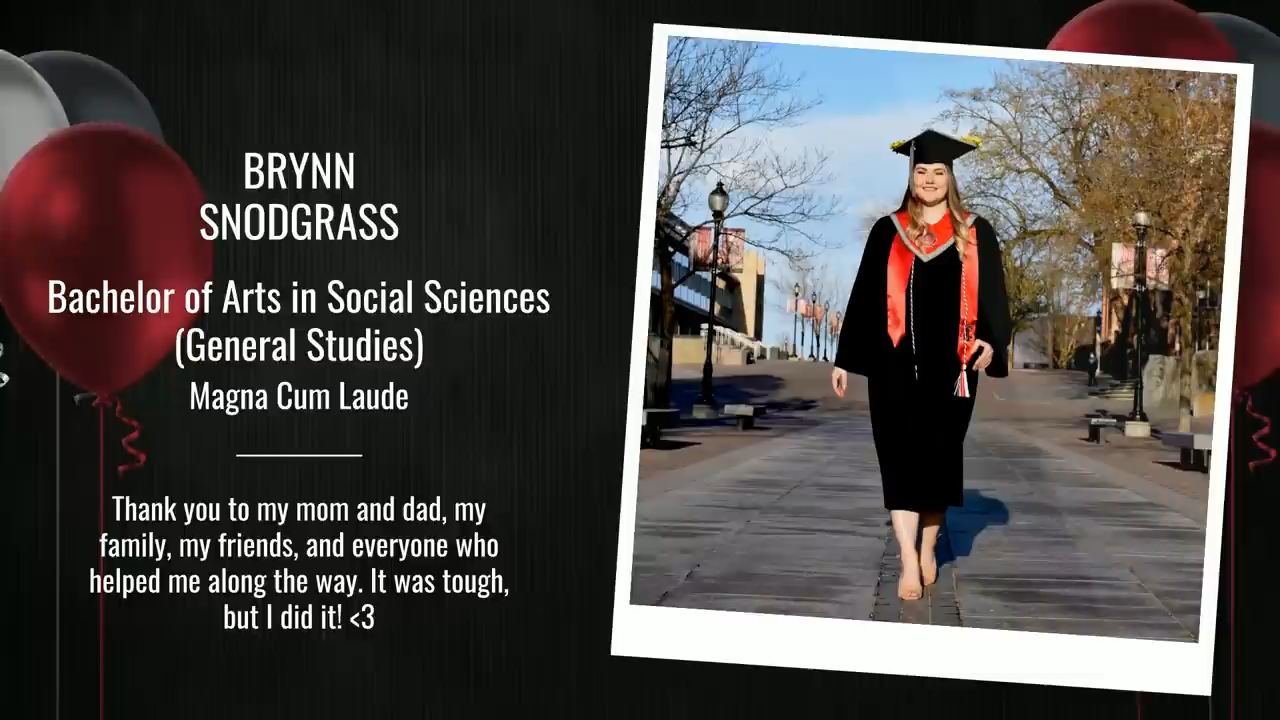 BRYNN
SNODGRASS
Bachelor of Arts in Social Sciences
(General Studies)
Magna Cum Laude
Thank you to my mom and dad, my
family, my friends, and everyone who
helped me along the way. It was tough,
but I did it! <3